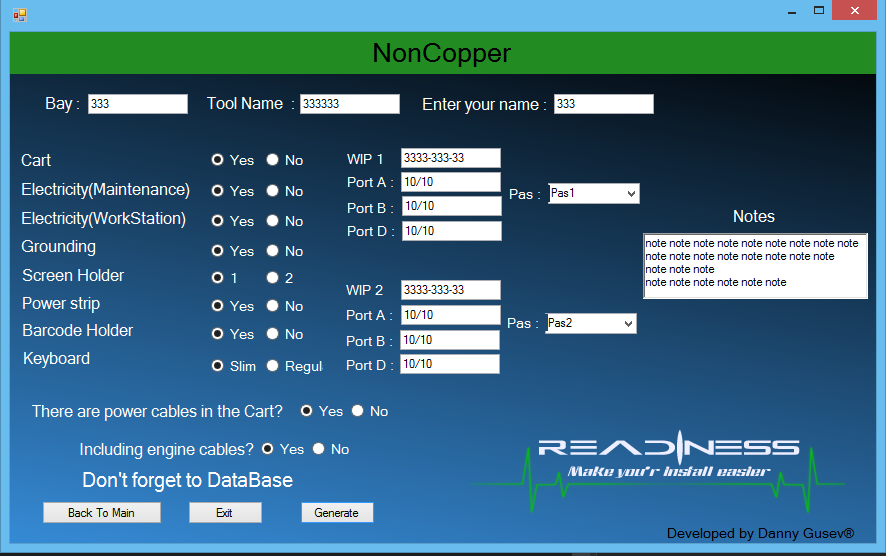 NonCopper
Bay : 333 Tool Name : 333333 Enter your name : 333
Cart Yes No WIP 1 3333-333-33
Electricity(Maintenance) Yes No Port A : 10/10 Pas : Pas1
Electricity(WorkStation) Yes No Port B : 10/10
Grounding Yes No Port D : 10/10
Notes
note note note note note note note note note
note note note note note note note note
note note note
note note note note note note
Screen Holder 1 2 WIP 2 3333-333-33
Power strip Yes No Port A : 10/10 Pas : Pas2
Barcode Holder Yes No Port B : 10/10
Keyboard Slim Regul Port D : 10/10
There are power cables in the Cart? Yes No
Including engine cables? Yes No
Don't forget to DataBase
READINESS
Make you'r install easier
Back To Main Exit Generate
Developed by Danny Gusev®